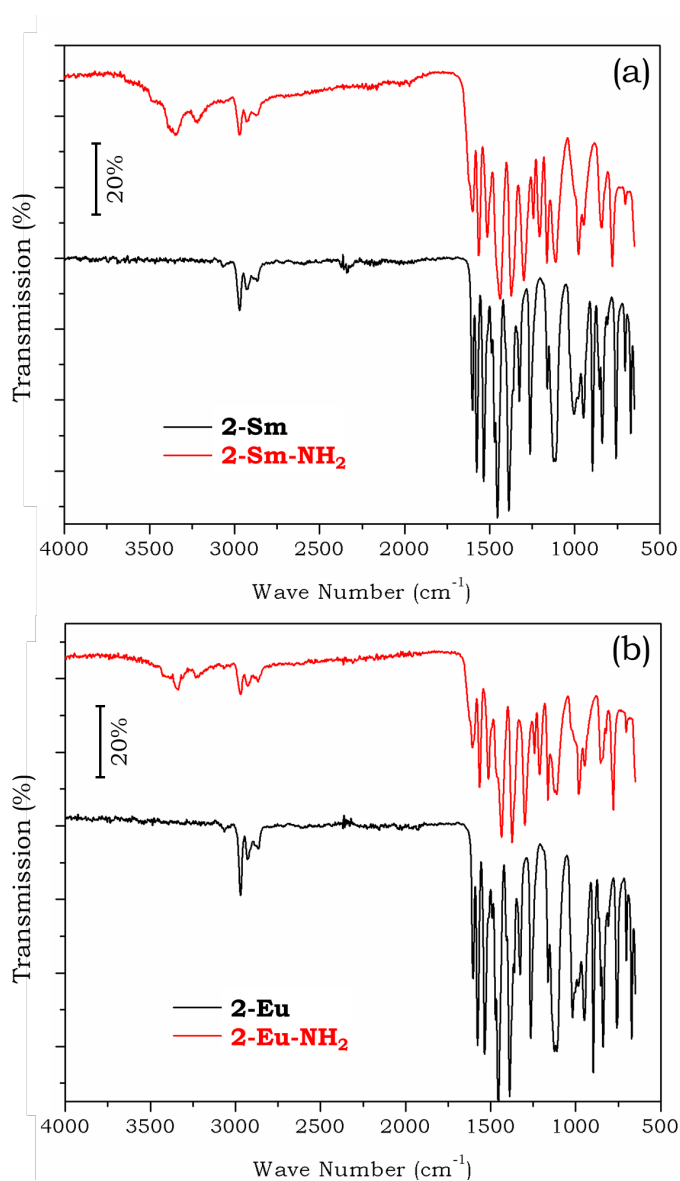 (a)
Transmission (%)
20%
2-Sm
2-Sm-NH₂
4000 3500 3000 2500 2000 1500 1000 500
Wave Number (cm⁻¹)
(b)
Transmission (%)
20%
2-Eu
2-Eu-NH₂
4000 3500 3000 2500 2000 1500 1000 500
Wave Number (cm⁻¹)